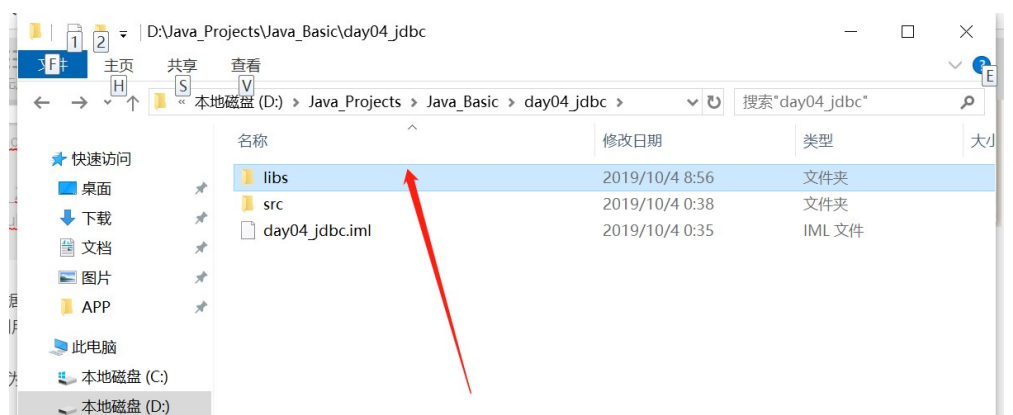 1 2 D:\Java_Projects\Java_Basic\day04_jdbc
F 主页 共享 查看
H S V E
« 本地磁盘 (D:) > Java_Projects > Java_Basic > day04_jdbc > 搜索"day04_jdbc"
名称 修改日期 类型 大小
快速访问
libs 2019/10/4 8:56 文件夹
桌面
src 2019/10/4 0:38 文件夹
下载
day04_jdbc.iml 2019/10/4 0:35 IML 文件
文档
图片
APP
此电脑
本地磁盘 (C:)
本地磁盘 (D:)